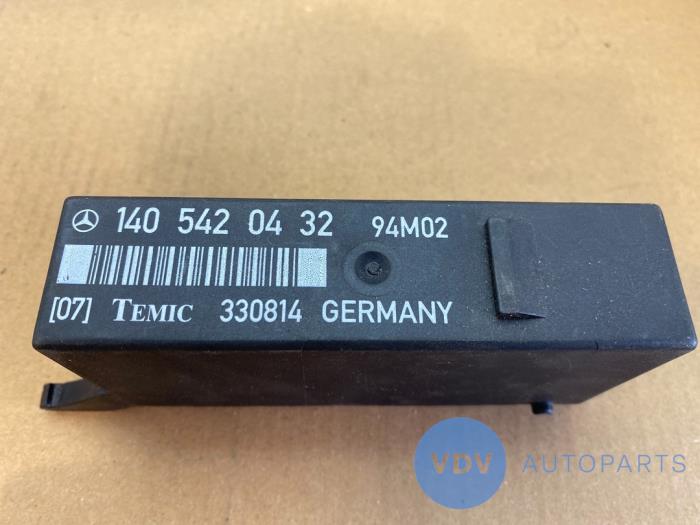 140 542 04 32 94M02
[07] TEMIC 330814 GERMANY
VDV AUTOPARTS